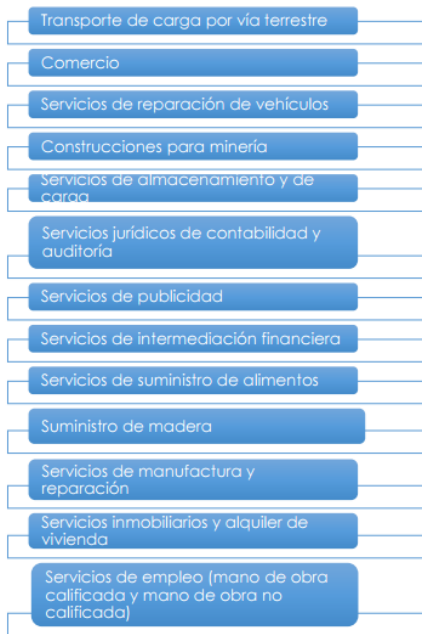 Transporte de carga por vía terrestre
Comercio
Servicios de reparación de vehículos
Construcciones para minería
Servicios de almacenamiento y de
carga
Servicios jurídicos de contabilidad y
auditoría
Servicios de publicidad
Servicios de intermediación financiera
Servicios de suministro de alimentos
Suministro de madera
Servicios de manufactura y
reparación
Servicios inmobiliarios y alquiler de
vivienda
Servicios de empleo (mano de obra
calificada y mano de obra no
calificada)